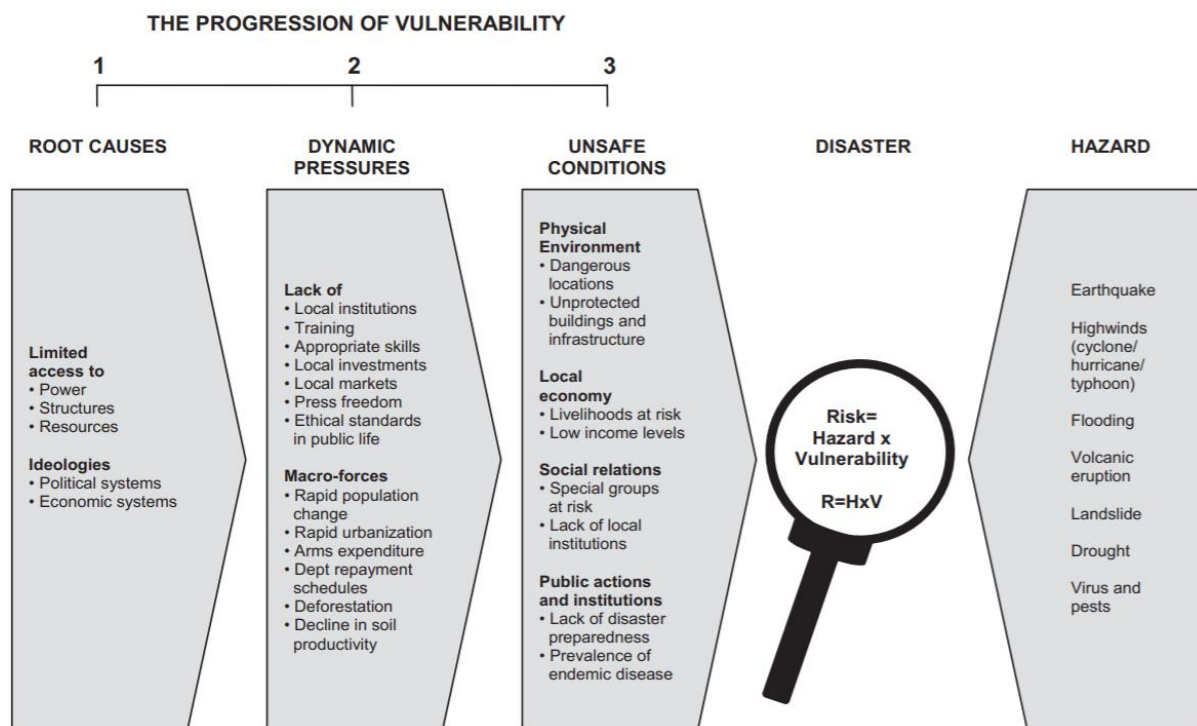 THE PROGRESSION OF VULNERABILITY
1
2
3
ROOT CAUSES
Limited
access to
• Power
• Structures
• Resources
Ideologies
• Political systems
• Economic systems
DYNAMIC
PRESSURES
Lack of
• Local institutions
• Training
• Appropriate skills
• Local investments
• Local markets
• Press freedom
• Ethical standards
in public life
Macro-forces
• Rapid population
change
• Rapid urbanization
• Arms expenditure
• Dept repayment
schedules
• Deforestation
• Decline in soil
productivity
UNSAFE
CONDITIONS
Physical
Environment
• Dangerous
locations
• Unprotected
buildings and
infrastructure
Local
economy
• Livelihoods at risk
• Low income levels
Social relations
• Special groups
at risk
• Lack of local
institutions
Public actions
and institutions
• Lack of disaster
preparedness
• Prevalence of
endemic disease
DISASTER
Risk=
Hazard x
Vulnerability
R=HxV
HAZARD
Earthquake
Highwinds
(cyclone/
hurricane/
typhoon)
Flooding
Volcanic
eruption
Landslide
Drought
Virus and
pests